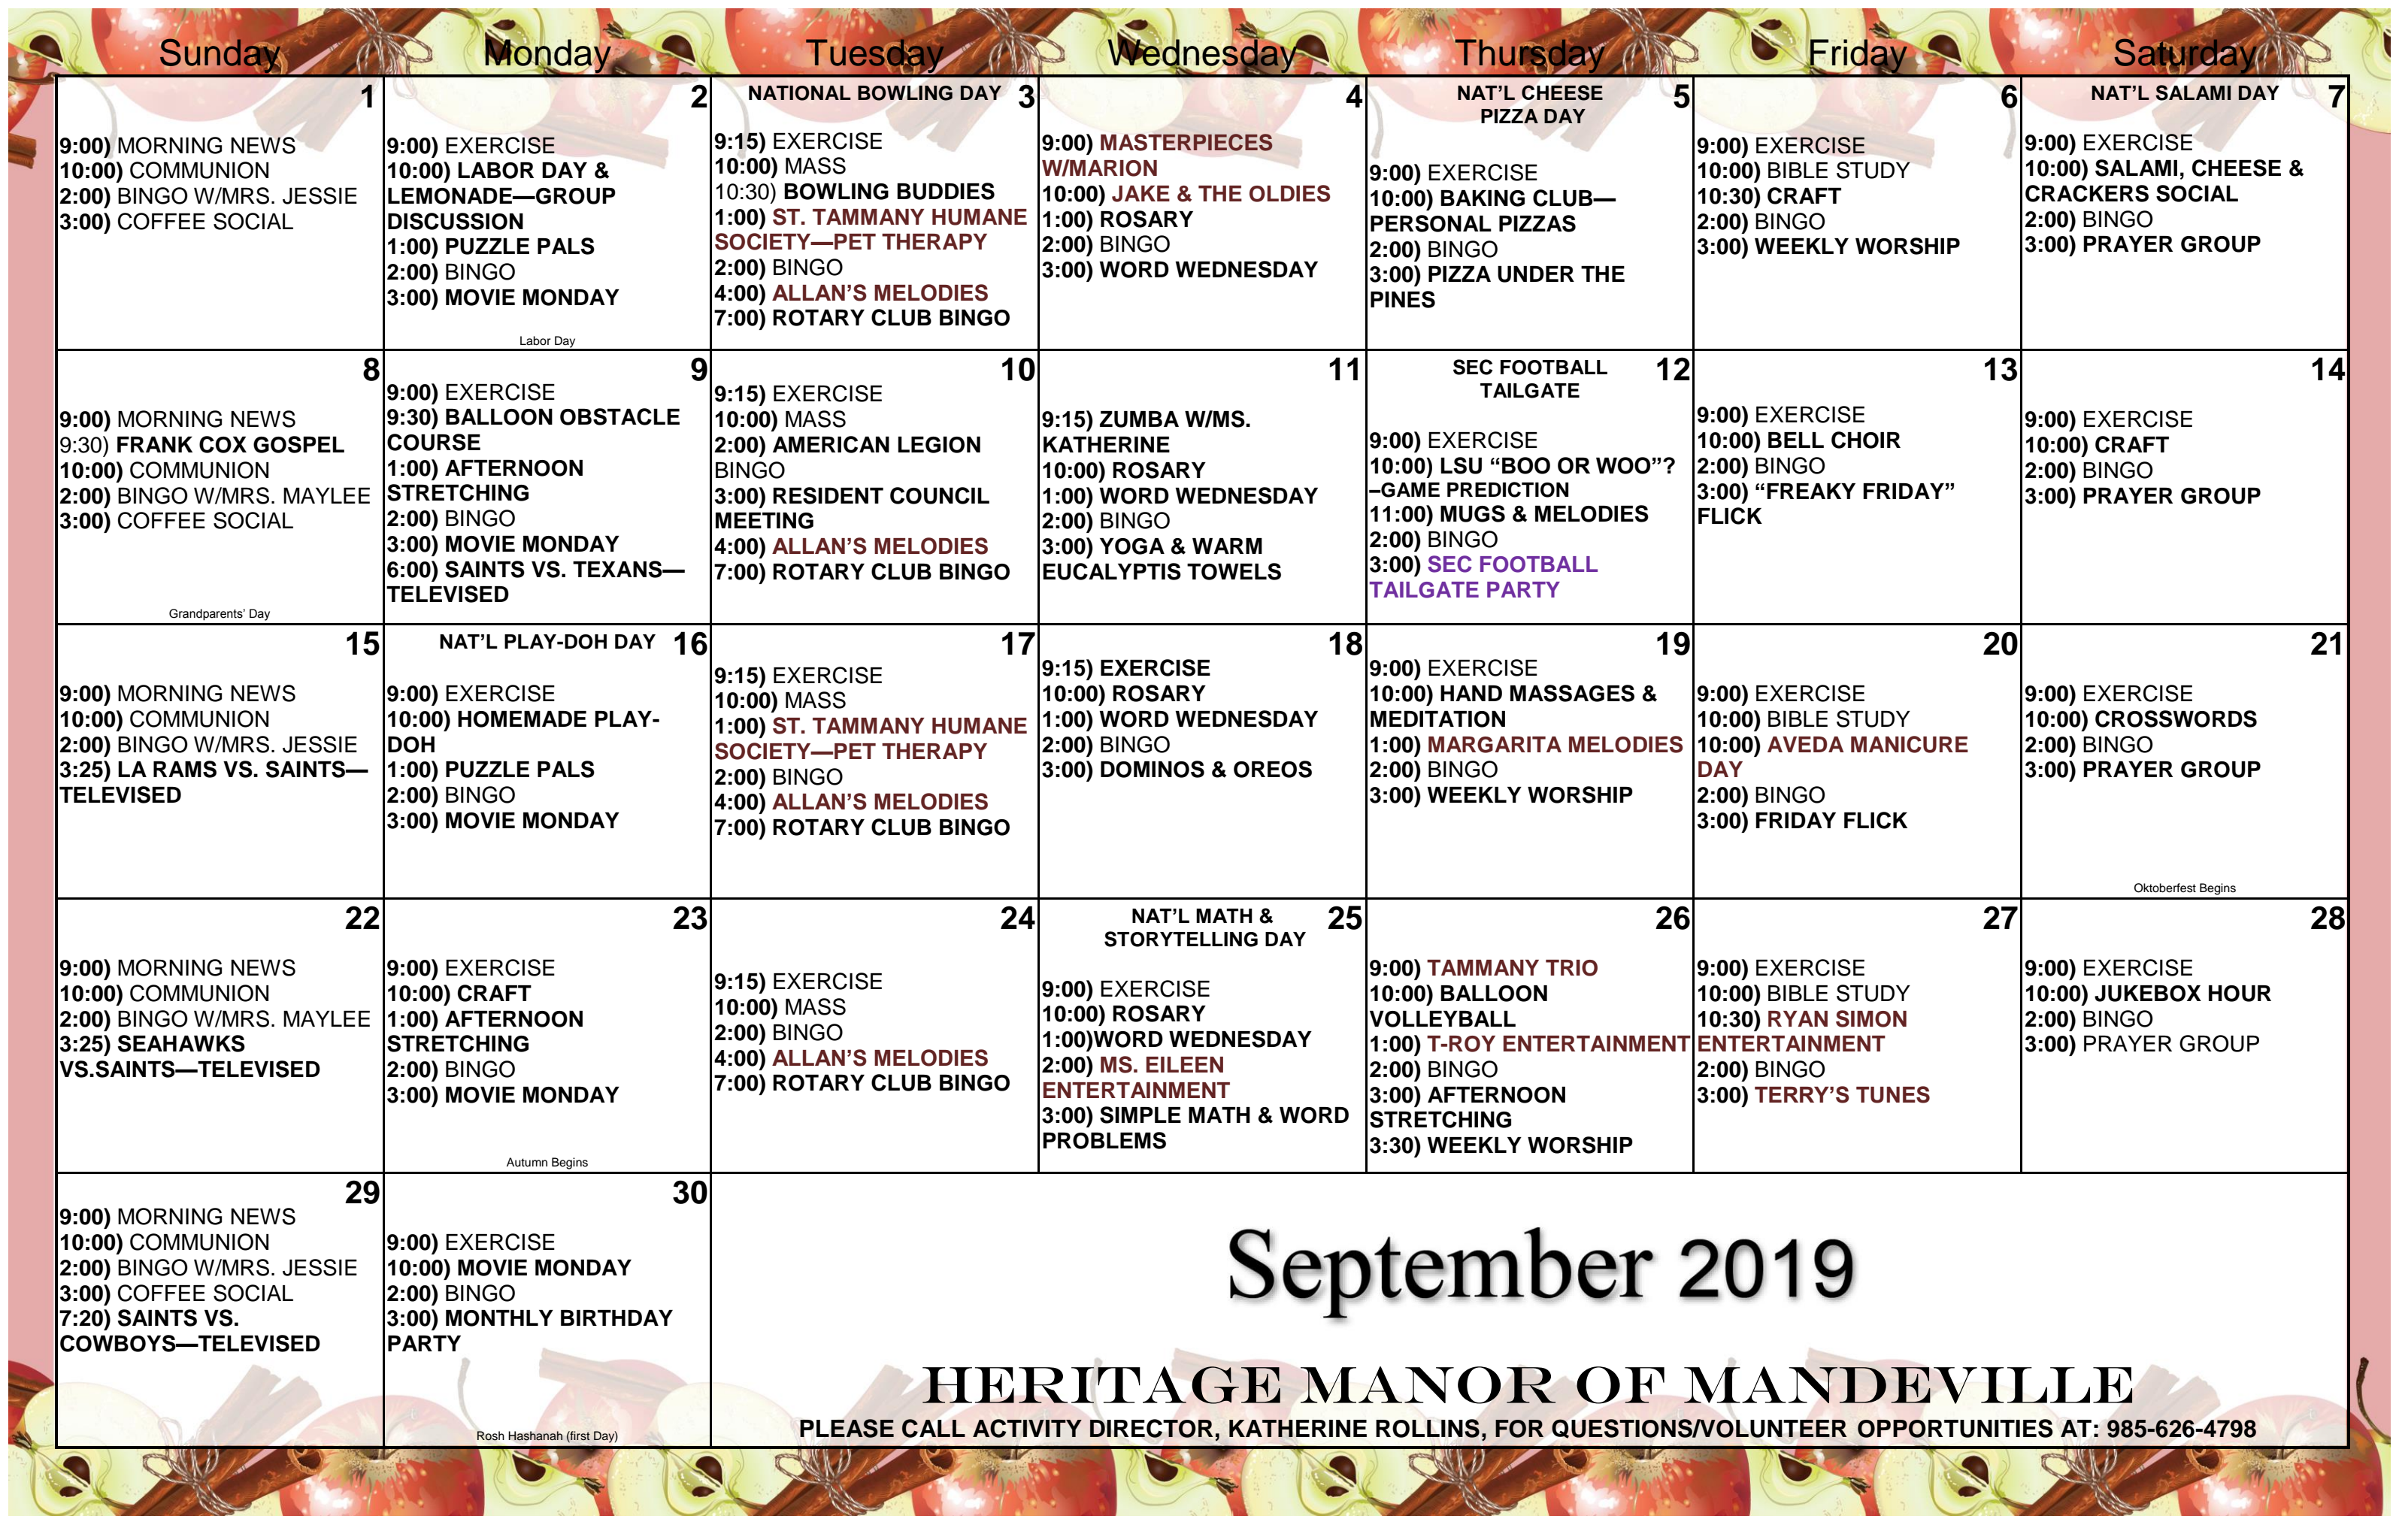 Sunday Monday Tuesday Wednesday Thursday Friday Saturday
1
9:00) MORNING NEWS
10:00) COMMUNION
2:00) BINGO W/MRS. JESSIE
3:00) COFFEE SOCIAL
2
9:00) EXERCISE
10:00) LABOR DAY &
LEMONADE—GROUP
DISCUSSION
1:00) PUZZLE PALS
2:00) BINGO
3:00) MOVIE MONDAY
Labor Day
NATIONAL BOWLING DAY 3
9:15) EXERCISE
10:00) MASS
10:30) BOWLING BUDDIES
1:00) ST. TAMMANY HUMANE
SOCIETY—PET THERAPY
2:00) BINGO
4:00) ALLAN'S MELODIES
7:00) ROTARY CLUB BINGO
4
9:00) MASTERPIECES
W/MARION
10:00) JAKE & THE OLDIES
1:00) ROSARY
2:00) BINGO
3:00) WORD WEDNESDAY
NAT'L CHEESE 5
PIZZA DAY
9:00) EXERCISE
10:00) BAKING CLUB—
PERSONAL PIZZAS
2:00) BINGO
3:00) PIZZA UNDER THE
PINES
6
9:00) EXERCISE
10:00) BIBLE STUDY
10:30) CRAFT
2:00) BINGO
3:00) WEEKLY WORSHIP
NAT'L SALAMI DAY 7
9:00) EXERCISE
10:00) SALAMI, CHEESE &
CRACKERS SOCIAL
2:00) BINGO
3:00) PRAYER GROUP
8
9:00) MORNING NEWS
9:30) FRANK COX GOSPEL
10:00) COMMUNION
2:00) BINGO W/MRS. MAYLEE
3:00) COFFEE SOCIAL
Grandparents' Day
9
9:00) EXERCISE
9:30) BALLOON OBSTACLE
COURSE
1:00) AFTERNOON
STRETCHING
2:00) BINGO
3:00) MOVIE MONDAY
6:00) SAINTS VS. TEXANS—
TELEVISED
10
9:15) EXERCISE
10:00) MASS
2:00) AMERICAN LEGION
BINGO
3:00) RESIDENT COUNCIL
MEETING
4:00) ALLAN'S MELODIES
7:00) ROTARY CLUB BINGO
11
9:15) ZUMBA W/MS.
KATHERINE
10:00) ROSARY
1:00) WORD WEDNESDAY
2:00) BINGO
3:00) YOGA & WARM
EUCALYPTIS TOWELS
SEC FOOTBALL 12
TAILGATE
9:00) EXERCISE
10:00) LSU “BOO OR WOO”?
–GAME PREDICTION
11:00) MUGS & MELODIES
2:00) BINGO
3:00) SEC FOOTBALL
TAILGATE PARTY
13
9:00) EXERCISE
10:00) BELL CHOIR
2:00) BINGO
3:00) “FREAKY FRIDAY”
FLICK
14
9:00) EXERCISE
10:00) CRAFT
2:00) BINGO
3:00) PRAYER GROUP
15
9:00) MORNING NEWS
10:00) COMMUNION
2:00) BINGO W/MRS. JESSIE
3:25) LA RAMS VS. SAINTS—
TELEVISED
NAT'L PLAY-DOH DAY 16
9:00) EXERCISE
10:00) HOMEMADE PLAY-
DOH
1:00) PUZZLE PALS
2:00) BINGO
3:00) MOVIE MONDAY
17
9:15) EXERCISE
10:00) MASS
1:00) ST. TAMMANY HUMANE
SOCIETY—PET THERAPY
2:00) BINGO
4:00) ALLAN'S MELODIES
7:00) ROTARY CLUB BINGO
18
9:15) EXERCISE
10:00) ROSARY
1:00) WORD WEDNESDAY
2:00) BINGO
3:00) DOMINOS & OREOS
19
9:00) EXERCISE
10:00) HAND MASSAGES &
MEDITATION
1:00) MARGARITA MELODIES
2:00) BINGO
3:00) WEEKLY WORSHIP
20
9:00) EXERCISE
10:00) BIBLE STUDY
10:00) AVEDA MANICURE
DAY
2:00) BINGO
3:00) FRIDAY FLICK
21
9:00) EXERCISE
10:00) CROSSWORDS
2:00) BINGO
3:00) PRAYER GROUP
Oktoberfest Begins
22
9:00) MORNING NEWS
10:00) COMMUNION
2:00) BINGO W/MRS. MAYLEE
3:25) SEAHAWKS
VS.SAINTS—TELEVISED
23
9:00) EXERCISE
10:00) CRAFT
1:00) AFTERNOON
STRETCHING
2:00) BINGO
3:00) MOVIE MONDAY
Autumn Begins
24
9:15) EXERCISE
10:00) MASS
2:00) BINGO
4:00) ALLAN'S MELODIES
7:00) ROTARY CLUB BINGO
NAT'L MATH & 25
STORYTELLING DAY
9:00) EXERCISE
10:00) ROSARY
1:00)WORD WEDNESDAY
2:00) MS. EILEEN
ENTERTAINMENT
3:00) SIMPLE MATH & WORD
PROBLEMS
26
9:00) TAMMANY TRIO
10:00) BALLOON
VOLLEYBALL
1:00) T-ROY ENTERTAINMENT
2:00) BINGO
3:00) AFTERNOON
STRETCHING
3:30) WEEKLY WORSHIP
27
9:00) EXERCISE
10:00) BIBLE STUDY
10:30) RYAN SIMON
ENTERTAINMENT
2:00) BINGO
3:00) TERRY'S TUNES
28
9:00) EXERCISE
10:00) JUKEBOX HOUR
2:00) BINGO
3:00) PRAYER GROUP
29
9:00) MORNING NEWS
10:00) COMMUNION
2:00) BINGO W/MRS. JESSIE
3:00) COFFEE SOCIAL
7:20) SAINTS VS.
COWBOYS—TELEVISED
30
9:00) EXERCISE
10:00) MOVIE MONDAY
2:00) BINGO
3:00) MONTHLY BIRTHDAY
PARTY
Rosh Hashanah (first Day)
September 2019
HERITAGE MANOR OF MANDEVILLE
PLEASE CALL ACTIVITY DIRECTOR, KATHERINE ROLLINS, FOR QUESTIONS/VOLUNTEER OPPORTUNITIES AT: 985-626-4798